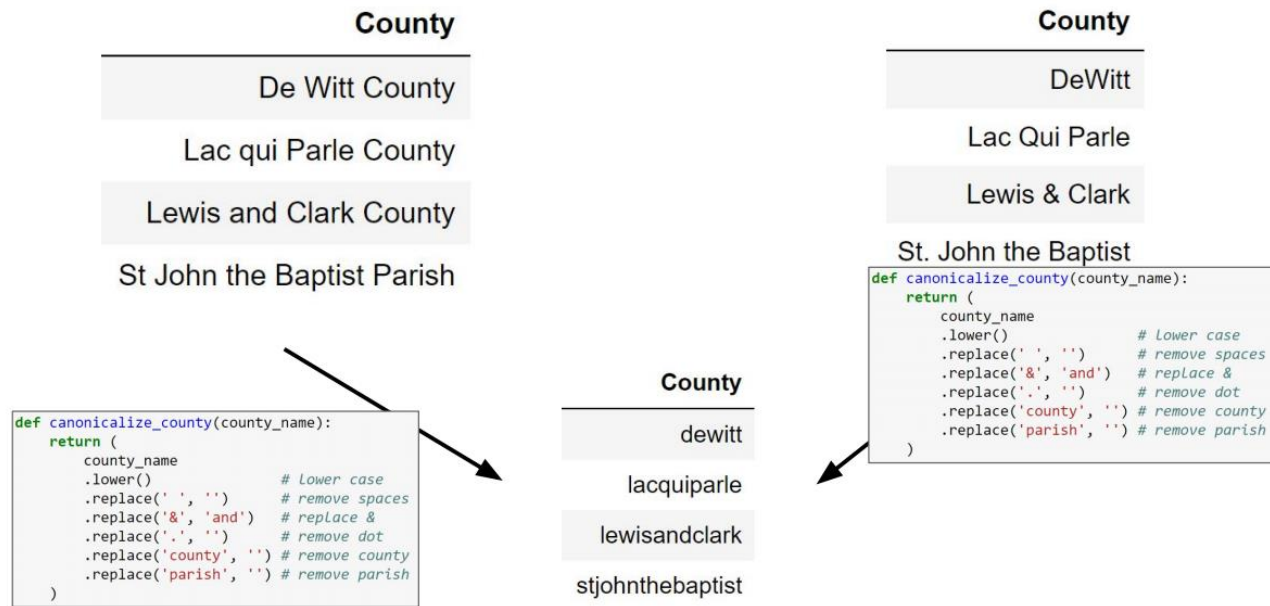 County
De Witt County
Lac qui Parle County
Lewis and Clark County
St John the Baptist Parish
County
DeWitt
Lac Qui Parle
Lewis & Clark
St. John the Baptist
def canonicalize_county(county_name):
    return (
        county_name
        .lower()               # lower case
        .replace(' ', '')      # remove spaces
        .replace('&', 'and')   # replace &
        .replace('.', '')      # remove dot
        .replace('county', '') # remove county
        .replace('parish', '') # remove parish
    )
def canonicalize_county(county_name):
    return (
        county_name
        .lower()               # lower case
        .replace(' ', '')      # remove spaces
        .replace('&', 'and')   # replace &
        .replace('.', '')      # remove dot
        .replace('county', '') # remove county
        .replace('parish', '') # remove parish
    )
County
dewitt
lacquiparle
lewisandclark
stjohnthebaptist